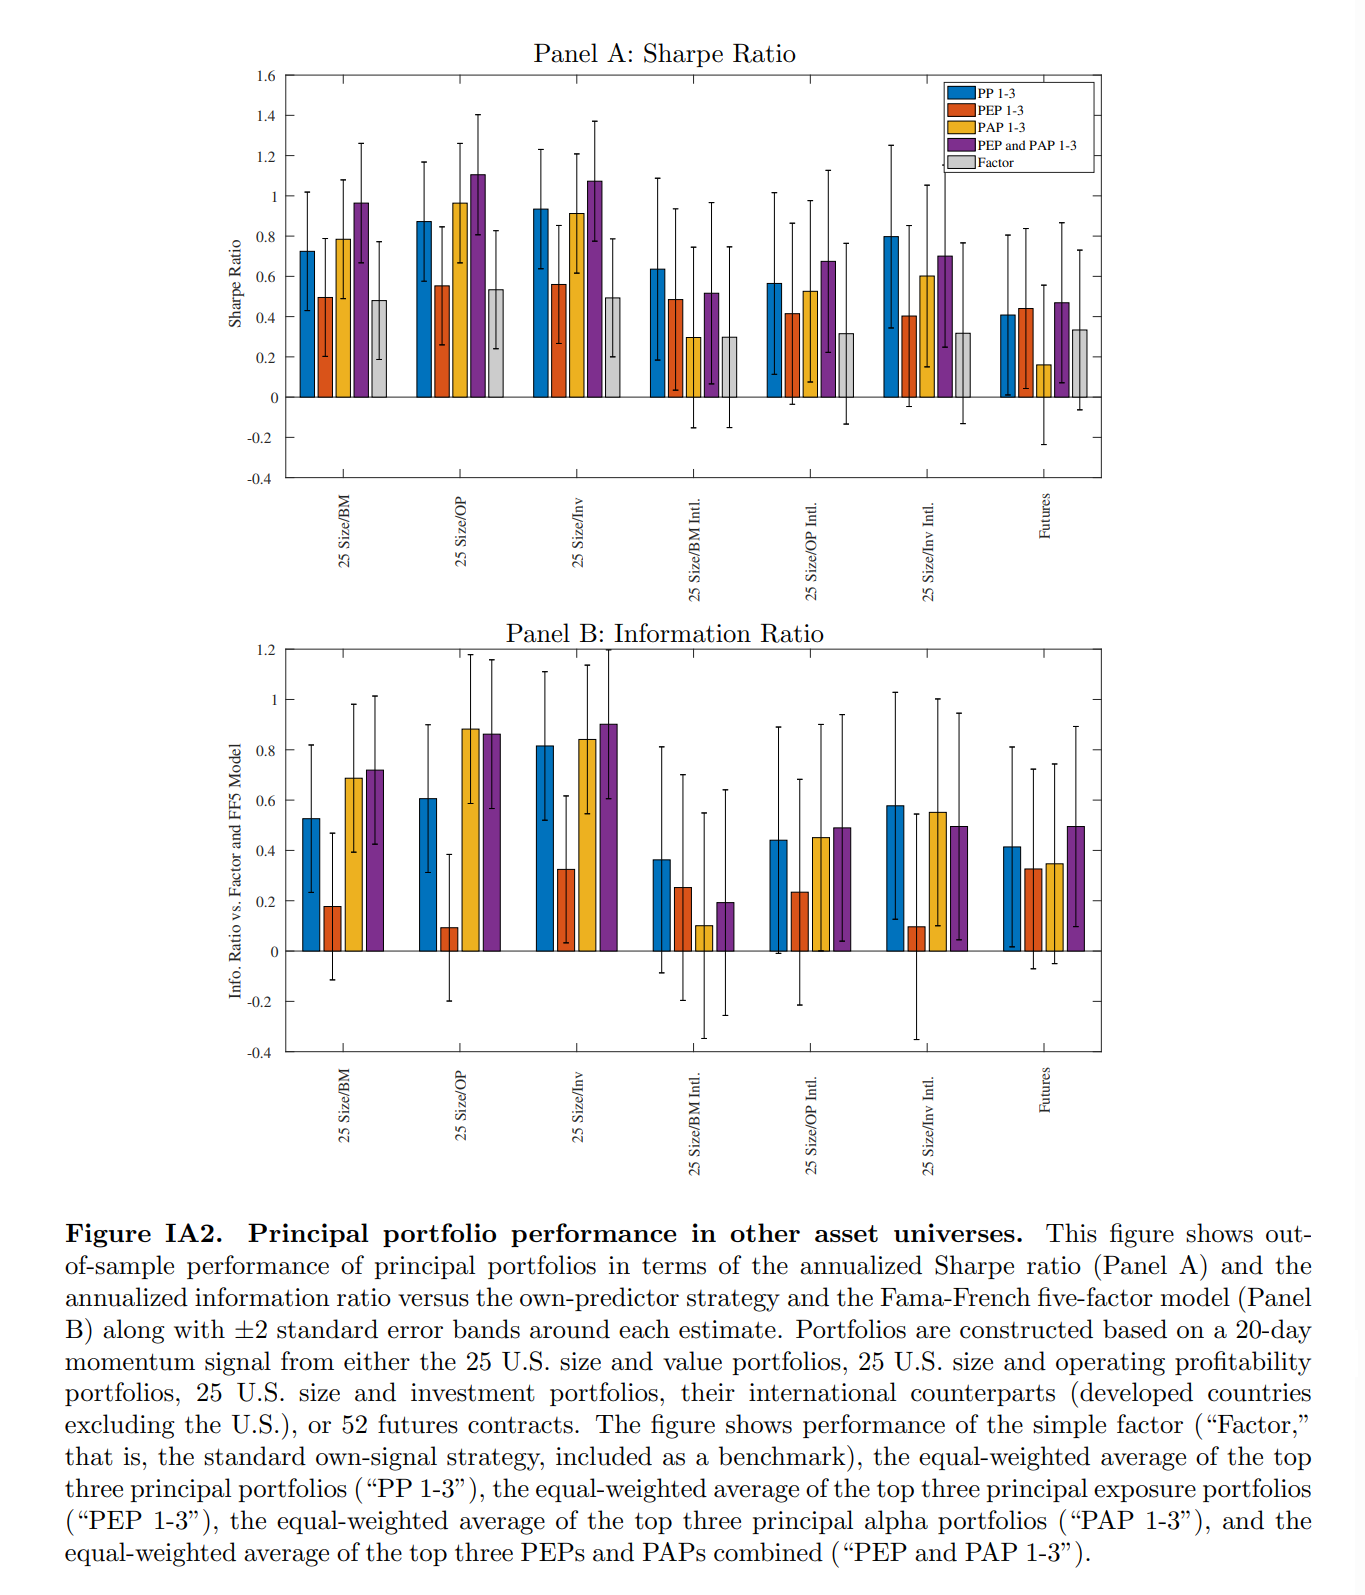 Panel A: Sharpe Ratio
1.6
1.4
1.2
1
0.8
0.6
0.4
0.2
0
-0.2
-0.4
Sharpe Ratio
PP 1-3
PEP 1-3
PAP 1-3
PEP and PAP 1-3
Factor
25 Size/BM
25 Size/OP
25 Size/Inv
25 Size/BM Intl.
25 Size/OP Intl.
25 Size/Inv Intl.
Futures
Panel B: Information Ratio
1.2
1
0.8
0.6
0.4
0.2
0
-0.2
-0.4
Info. Ratio vs. Factor and FF5 Model
25 Size/BM
25 Size/OP
25 Size/Inv
25 Size/BM Intl.
25 Size/OP Intl.
25 Size/Inv Intl.
Futures
Figure IA2. Principal portfolio performance in other asset universes. This figure shows out-
of-sample performance of principal portfolios in terms of the annualized Sharpe ratio (Panel A) and the
annualized information ratio versus the own-predictor strategy and the Fama-French five-factor model (Panel
B) along with ±2 standard error bands around each estimate. Portfolios are constructed based on a 20-day
momentum signal from either the 25 U.S. size and value portfolios, 25 U.S. size and operating profitability
portfolios, 25 U.S. size and investment portfolios, their international counterparts (developed countries
excluding the U.S.), or 52 futures contracts. The figure shows performance of the simple factor (“Factor,”
that is, the standard own-signal strategy, included as a benchmark), the equal-weighted average of the top
three principal portfolios (“PP 1-3”), the equal-weighted average of the top three principal exposure portfolios
(“PEP 1-3”), the equal-weighted average of the top three principal alpha portfolios (“PAP 1-3”), and the
equal-weighted average of the top three PEPs and PAPs combined (“PEP and PAP 1-3”).